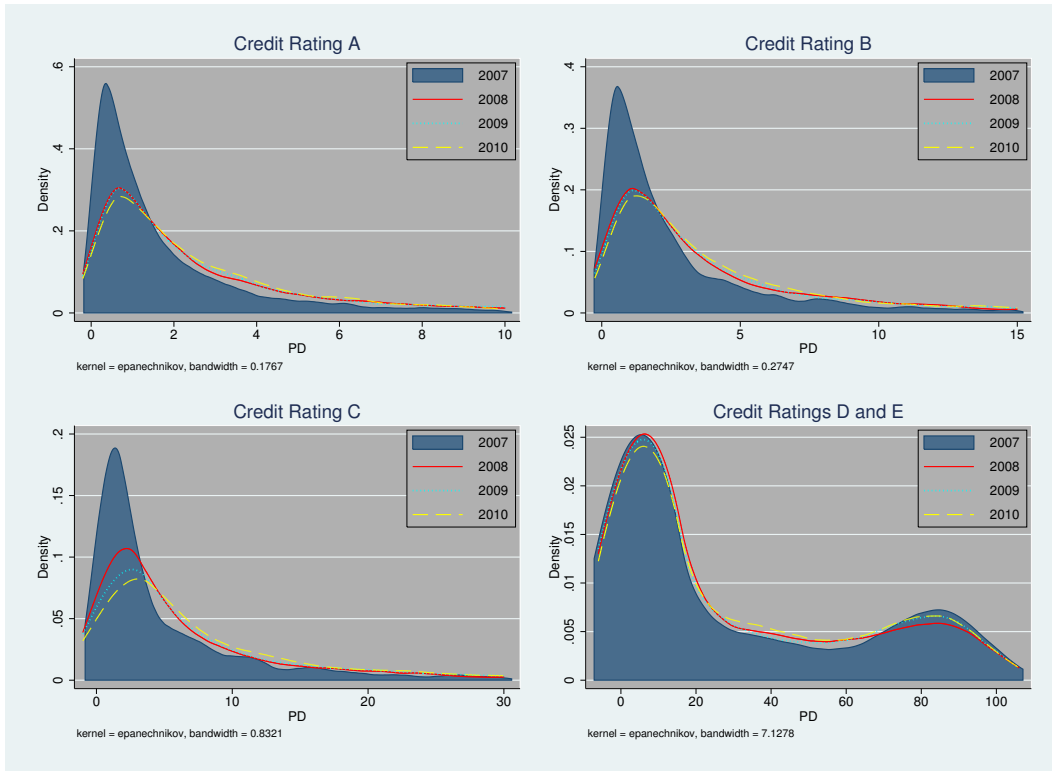 Credit Rating A
Density
0
.2
.4
.6
0 2 4 6 8 10
PD
2007
2008
2009
2010
kernel = epanechnikov, bandwidth = 0.1767
Credit Rating B
Density
0
.1
.2
.3
.4
0 5 10 15
PD
2007
2008
2009
2010
kernel = epanechnikov, bandwidth = 0.2747
Credit Rating C
Density
0
.05
.1
.15
.2
0 10 20 30
PD
2007
2008
2009
2010
kernel = epanechnikov, bandwidth = 0.8321
Credit Ratings D and E
Density
0
.005
.01
.015
.02
.025
0 20 40 60 80 100
PD
2007
2008
2009
2010
kernel = epanechnikov, bandwidth = 7.1278